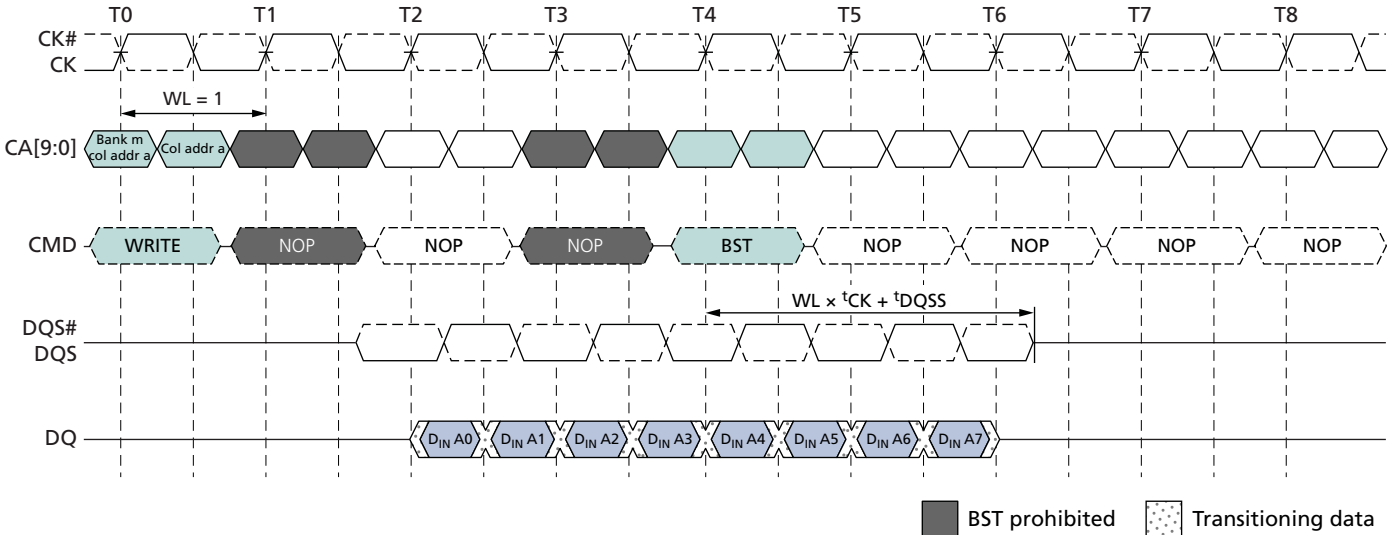 T0 T1 T2 T3 T4 T5 T6 T7 T8
CK#
CK
WL = 1
CA[9:0]
Bank m
col addr a
Col addr a
CMD
WRITE NOP NOP NOP BST NOP NOP NOP NOP
WL × tCK + tDQSS
DQS#
DQS
DQ
DIN A0 DIN A1 DIN A2 DIN A3 DIN A4 DIN A5 DIN A6 DIN A7
BST prohibited Transitioning data